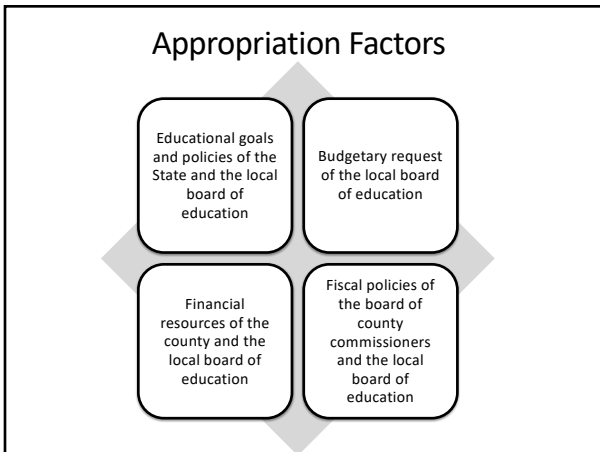 Appropriation Factors
Educational goals
and policies of the
State and the local
board of
education
Budgetary request
of the local board
of education
Financial
resources of the
county and the
local board of
education
Fiscal policies of
the board of
county
commissioners
and the local
board of
education